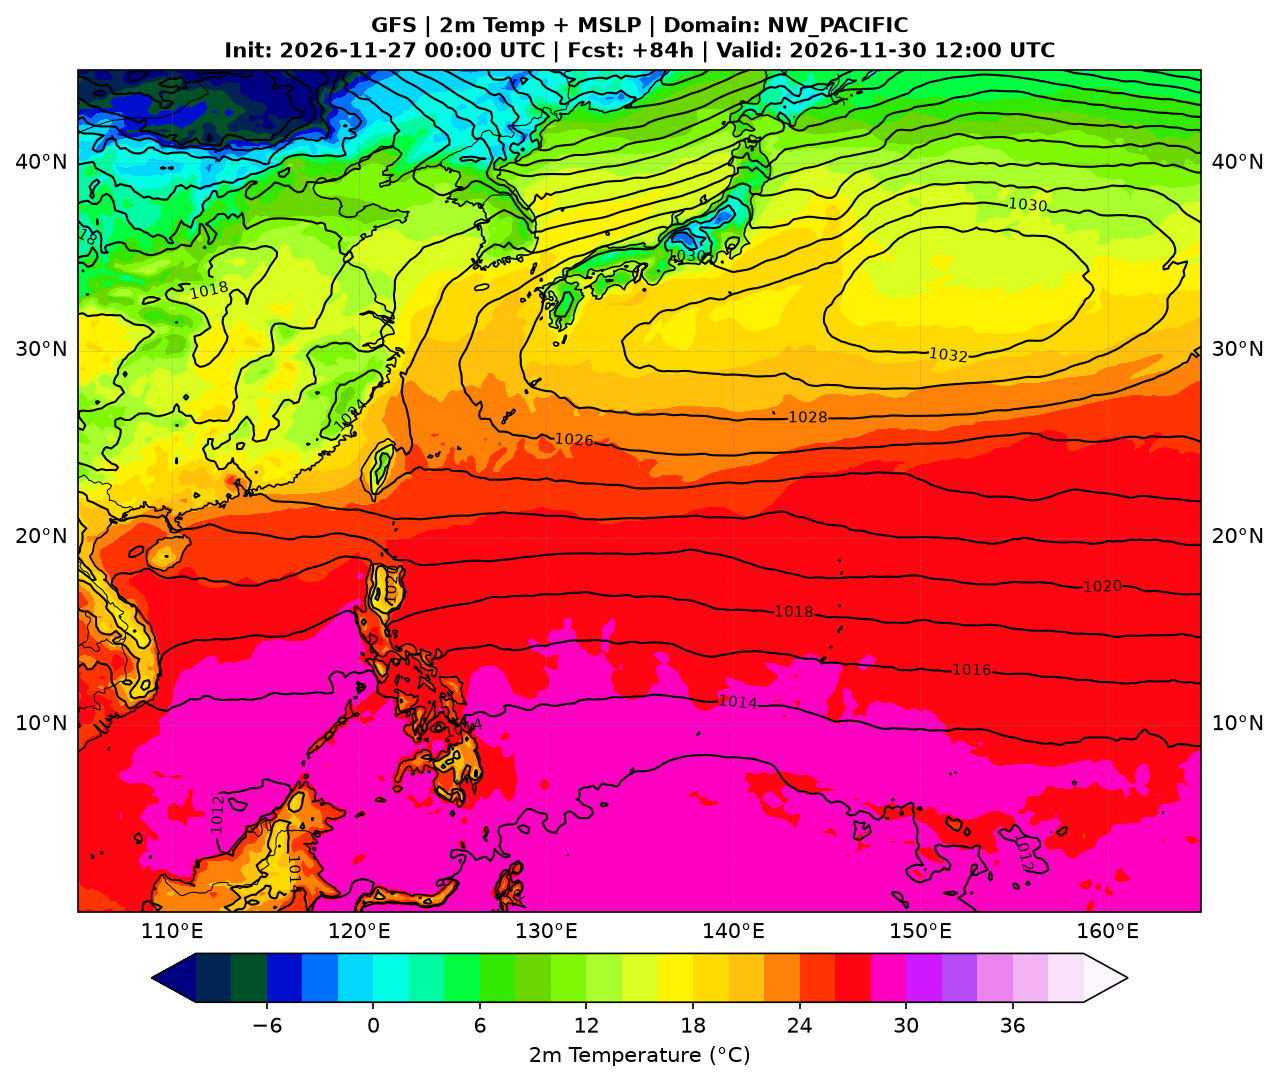 GFS | 2m Temp + MSLP | Domain: NW_PACIFIC
Init: 2026-11-27 00:00 UTC | Fcst: +84h | Valid: 2026-11-30 12:00 UTC
40°N 40°N
30°N 30°N
20°N 20°N
10°N 10°N
1030
1030
1018
1032
1024
1028
1026
1020
1020
1018
1016
1014
1014
1012
1012
110°E 120°E 130°E 140°E 150°E 160°E
−6 0 6 12 18 24 30 36
2m Temperature (°C)